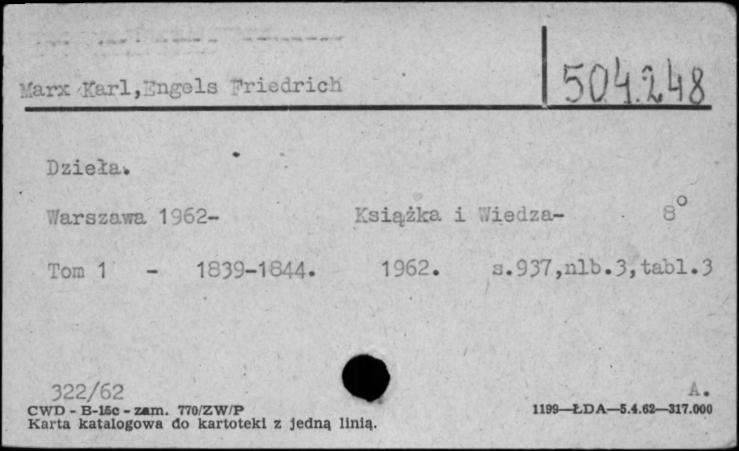 Marx Karl,Engels Friedrich 504.248
Dzieła.
Warszawa 1962- Książka i Wiedza- 8°
Tom 1 - 1839-1844. 1962. s.937,nlb.3,tabl.3
322/62 A.
CWD - B-15c - zam. 770/ZW/P 1199—ŁDA—5.4.62—317.000
Karta katalogowa do kartoteki z jedną linią.